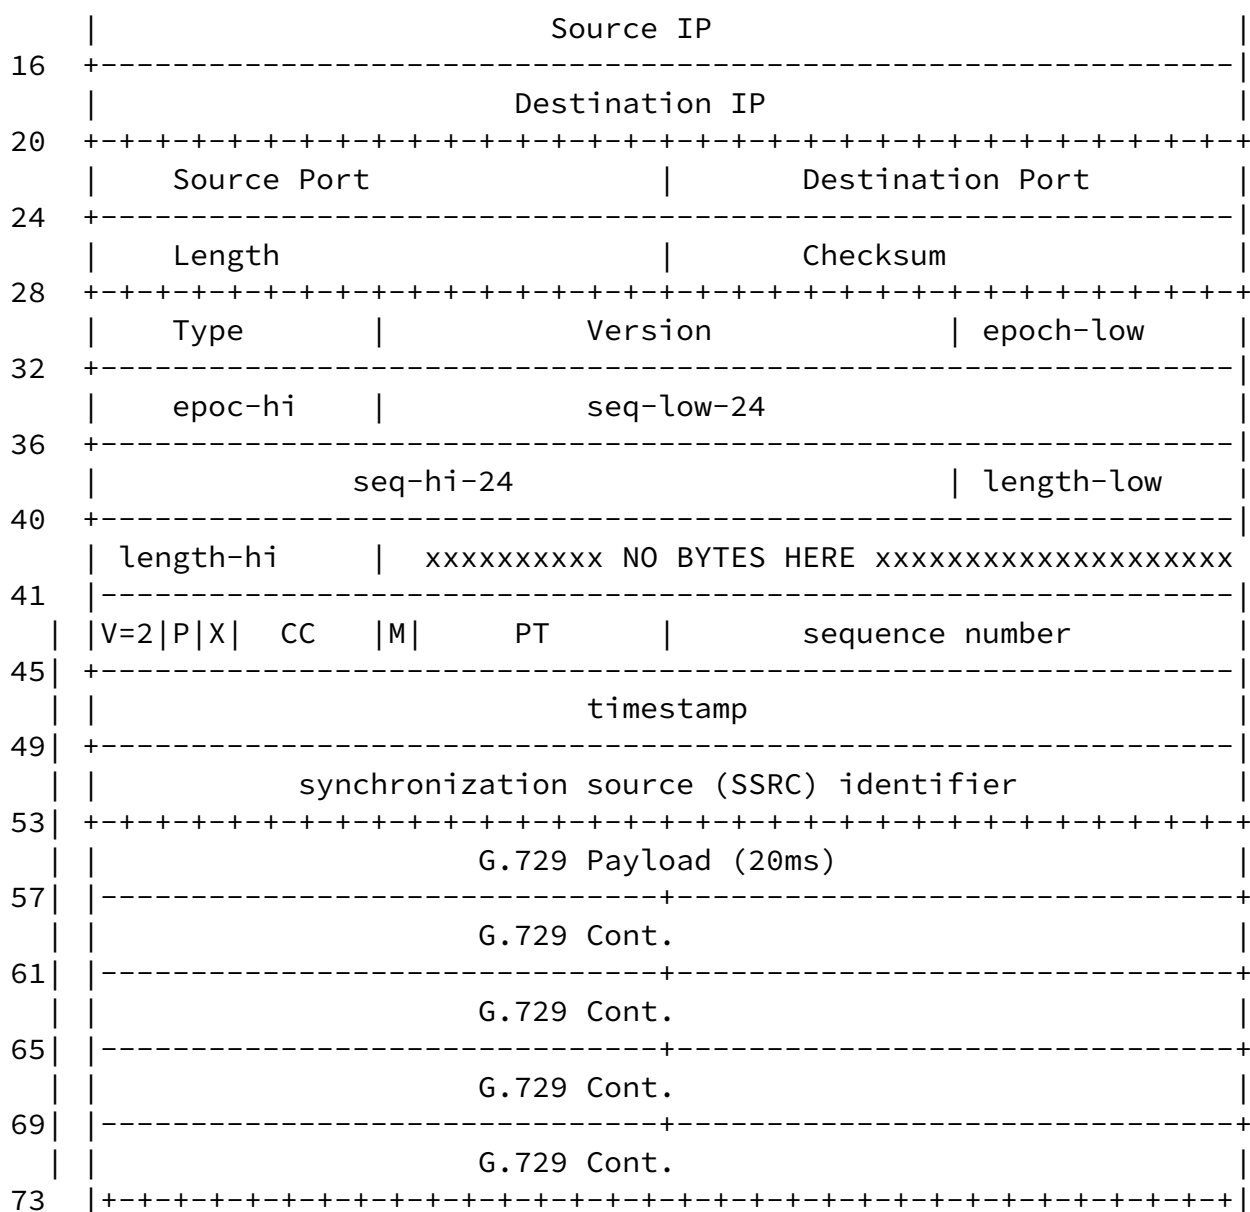 | Source IP |
16 +---------------------------------------------------------------|
| Destination IP |
20 +-+-+-+-+-+-+-+-+-+-+-+-+-+-+-+-+-+-+-+-+-+-+-+-+-+-+-+-+-+-+-+-+
| Source Port | Destination Port |
24 +---------------------------------------------------------------|
| Length | Checksum |
28 +-+-+-+-+-+-+-+-+-+-+-+-+-+-+-+-+-+-+-+-+-+-+-+-+-+-+-+-+-+-+-+-+
| Type | Version | epoch-low |
32 +---------------------------------------------------------------|
| epoc-hi | seq-low-24 |
36 +---------------------------------------------------------------|
| seq-hi-24 | length-low |
40 +---------------------------------------------------------------|
| length-hi | xxxxxxxxxx NO BYTES HERE xxxxxxxxxxxxxxxxxxxx
41 |---------------------------------------------------------------|
| |V=2|P|X| CC |M| PT | sequence number |
45| +---------------------------------------------------------------|
| | timestamp |
49| +---------------------------------------------------------------|
| | synchronization source (SSRC) identifier |
53| +-+-+-+-+-+-+-+-+-+-+-+-+-+-+-+-+-+-+-+-+-+-+-+-+-+-+-+-+-+-+-+-+
| | G.729 Payload (20ms) |
57| |-------------------------------+-------------------------------+
| | G.729 Cont. |
61| |-------------------------------+-------------------------------+
| | G.729 Cont. |
65| |-------------------------------+-------------------------------+
| | G.729 Cont. |
69| |-------------------------------+-------------------------------+
| | G.729 Cont. |
73 |+-+-+-+-+-+-+-+-+-+-+-+-+-+-+-+-+-+-+-+-+-+-+-+-+-+-+-+-+-+-+-+|